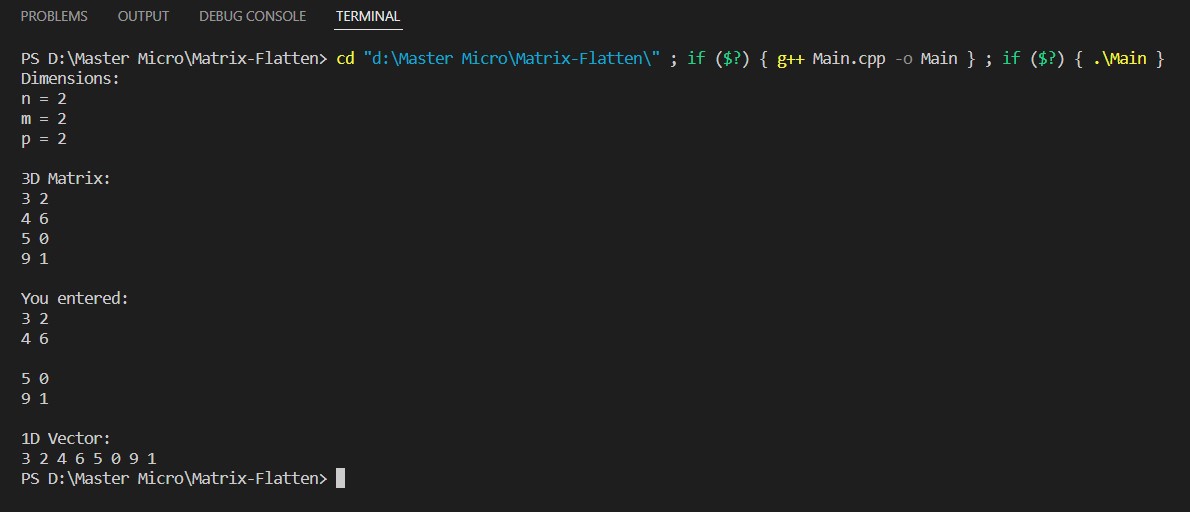 PROBLEMS OUTPUT DEBUG CONSOLE TERMINAL
PS D:\Master Micro\Matrix-Flatten> cd "d:\Master Micro\Matrix-Flatten\" ; if ($?) { g++ Main.cpp -o Main } ; if ($?) { .\Main }
Dimensions:
n = 2
m = 2
p = 2
3D Matrix:
3 2
4 6
5 0
9 1
You entered:
3 2
4 6
5 0
9 1
1D Vector:
3 2 4 6 5 0 9 1
PS D:\Master Micro\Matrix-Flatten>